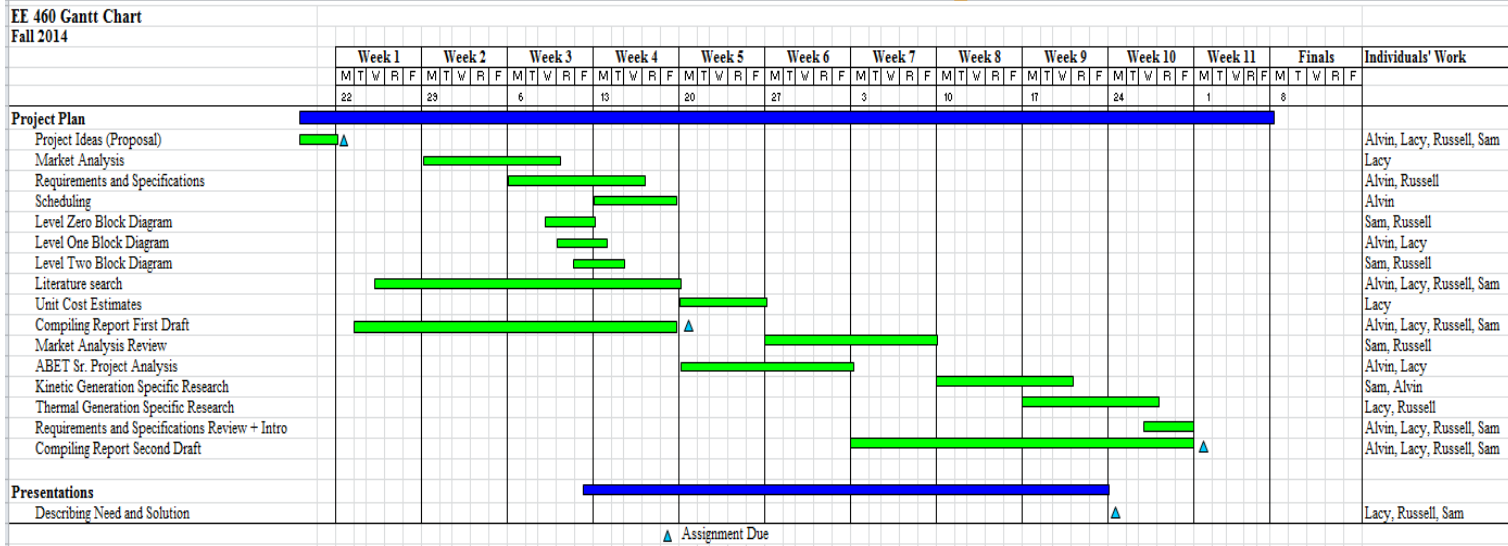 EE 460 Gantt Chart
Fall 2014
Week 1 Week 2 Week 3 Week 4 Week 5 Week 6 Week 7 Week 8 Week 9 Week 10 Week 11 Finals Individuals' Work
M T W R F M T W R F M T W R F M T W R F M T W R F M T W R F M T W R F M T W R F M T W R F M T W R F M T W R F M T W R F
22 29 6 13 20 27 3 10 17 24 1 8
Project Plan
Project Ideas (Proposal) Alvin, Lacy, Russell, Sam
Market Analysis Lacy
Requirements and Specifications Alvin, Russell
Scheduling Alvin
Level Zero Block Diagram Sam, Russell
Level One Block Diagram Alvin, Lacy
Level Two Block Diagram Sam, Russell
Literature search Alvin, Lacy, Russell, Sam
Unit Cost Estimates Lacy
Compiling Report First Draft Alvin, Lacy, Russell, Sam
Market Analysis Review Sam, Russell
ABET Sr. Project Analysis Alvin, Lacy
Kinetic Generation Specific Research Sam, Alvin
Thermal Generation Specific Research Lacy, Russell
Requirements and Specifications Review + Intro Alvin, Lacy, Russell, Sam
Compiling Report Second Draft Alvin, Lacy, Russell, Sam
Presentations
Describing Need and Solution Lacy, Russell, Sam
Assignment Due